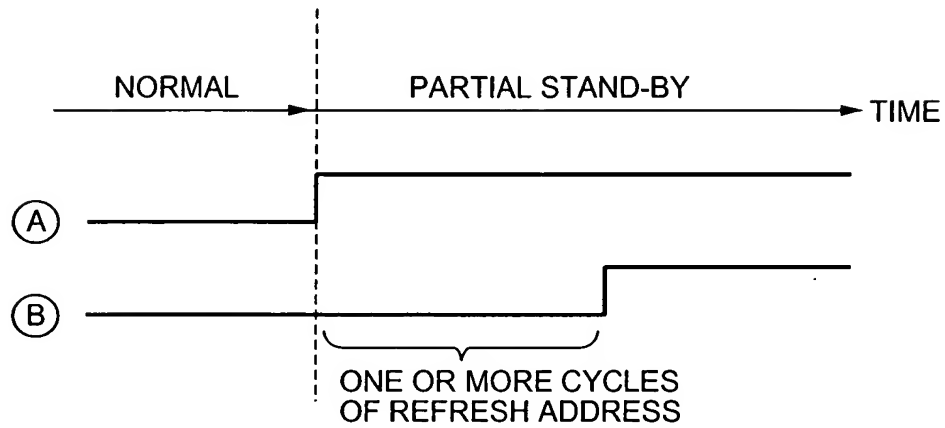 NORMAL
PARTIAL STAND-BY
TIME
A
B
ONE OR MORE CYCLES
OF REFRESH ADDRESS